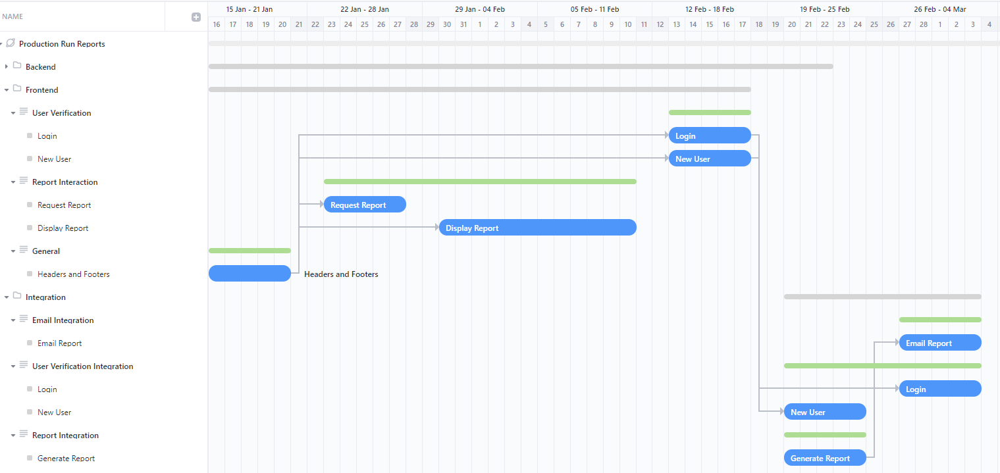 NAME
15 Jan - 21 Jan 22 Jan - 28 Jan 29 Jan - 04 Feb 05 Feb - 11 Feb 12 Feb - 18 Feb 19 Feb - 25 Feb 26 Feb - 04 Mar
16 17 18 19 20 21 22 23 24 25 26 27 28 29 30 31 1 2 3 4 5 6 7 8 9 10 11 12 13 14 15 16 17 18 19 20 21 22 23 24 25 26 27 28 1 2 3 4
Production Run Reports
Backend
Frontend
User Verification
Login Login
New User New User
Report Interaction
Request Report Request Report
Display Report Display Report
General
Headers and Footers Headers and Footers
Integration
Email Integration
Email Report Email Report
User Verification Integration
Login Login
New User New User
Report Integration
Generate Report Generate Report